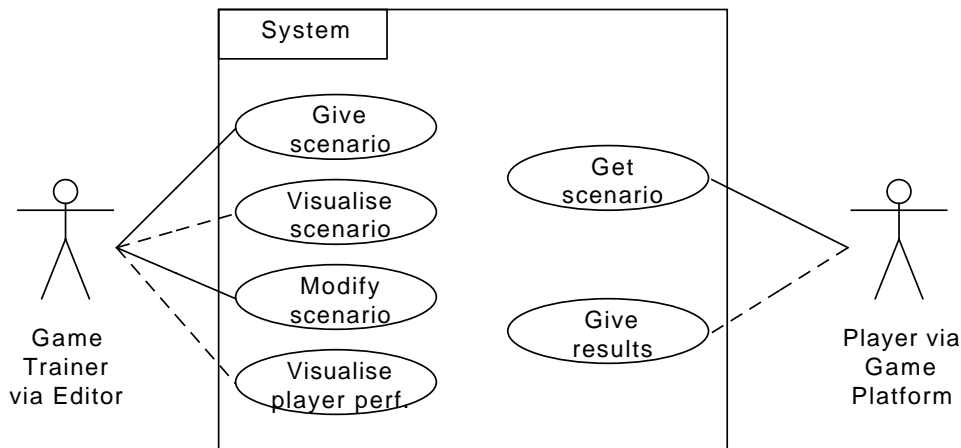 System
Give
scenario
Visualise
scenario
Modify
scenario
Visualise
player perf.
Get
scenario
Give
results
Game
Trainer
via Editor
Player via
Game
Platform